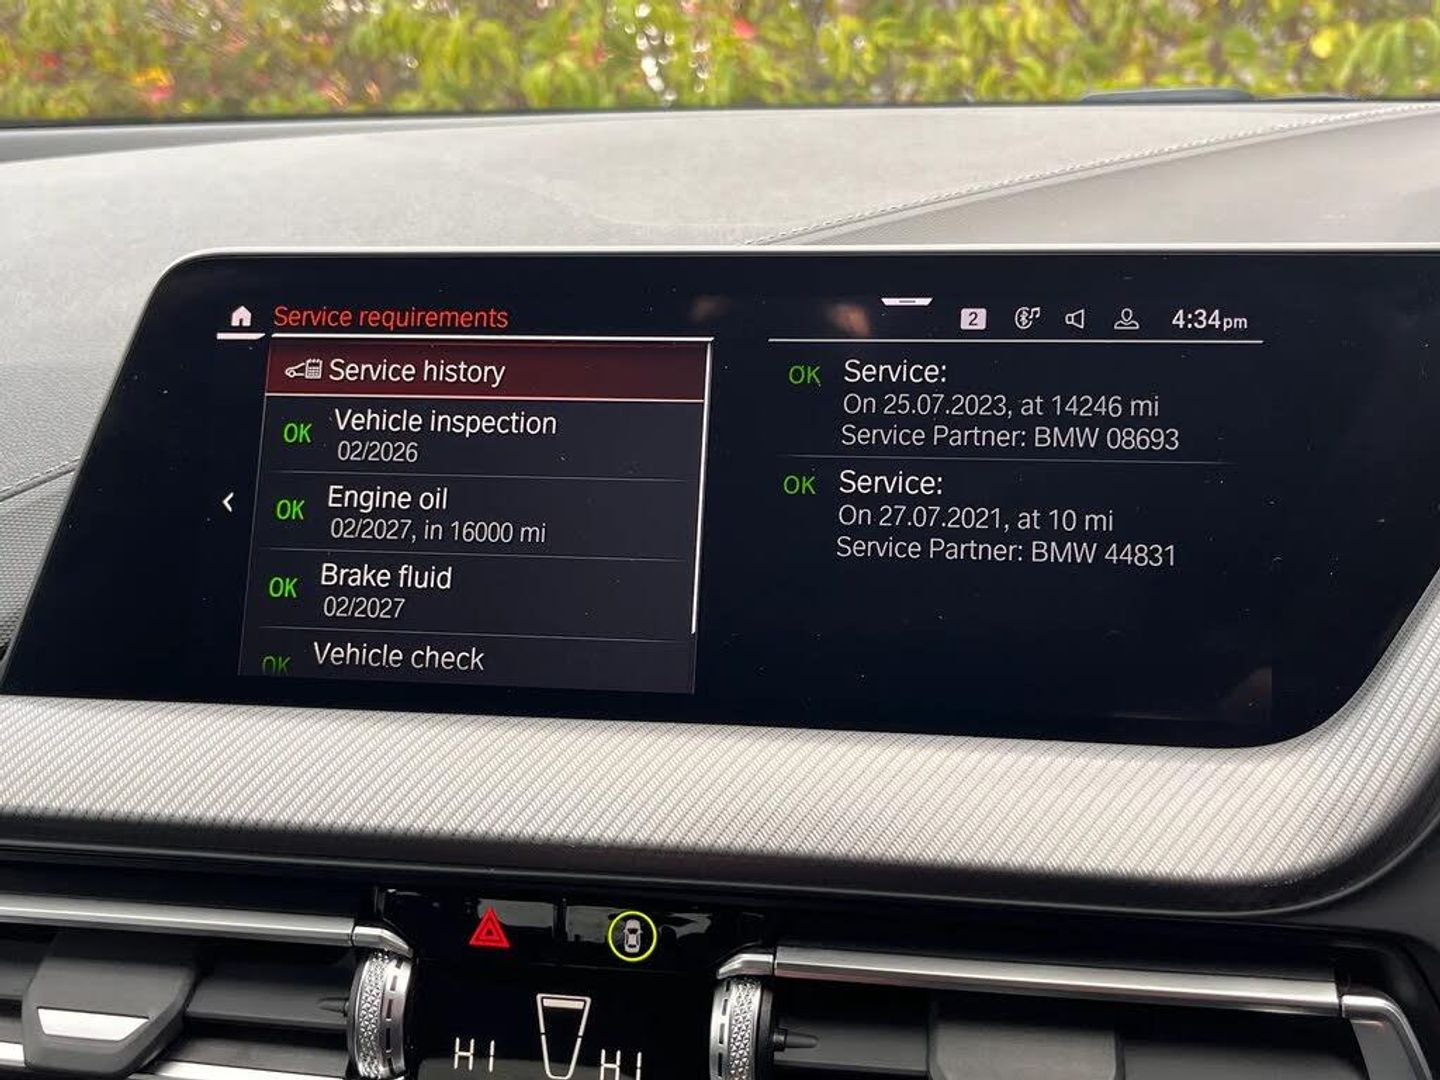 Service requirements
2
4:34pm
Service history
OK Vehicle inspection
02/2026
OK Engine oil
02/2027, in 16000 mi
OK Brake fluid
02/2027
OK Vehicle check
OK Service:
On 25.07.2023, at 14246 mi
Service Partner: BMW 08693
OK Service:
On 27.07.2021, at 10 mi
Service Partner: BMW 44831
HI
HI